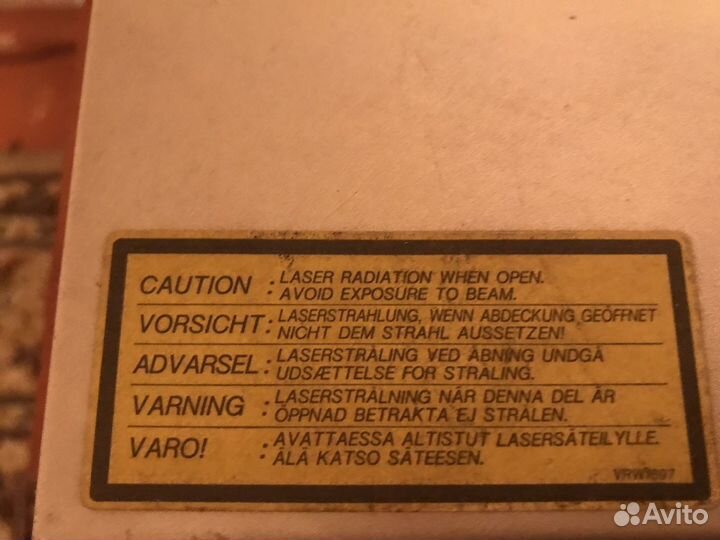 CAUTION : LASER RADIATION WHEN OPEN.
AVOID EXPOSURE TO BEAM.
VORSICHT: LASERSTRAHLUNG, WENN ABDECKUNG GEÖFFNET
NICHT DEM STRAHL AUSSETZEN!
ADVARSEL: LASERSTRÅLING VED ÅBNING UNDGÅ
UDSÆTTELSE FOR STRÅLING.
VARNING : LASERSTRÅLNING NÄR DENNA DEL ÄR
ÖPPNAD BETRAKTA EJ STRÅLEN.
VARO! : AVATTAESSA ALTISTUT LASERSÄTEILYLLE.
ÄLÄ KATSO SÄTEESEN.
Avito